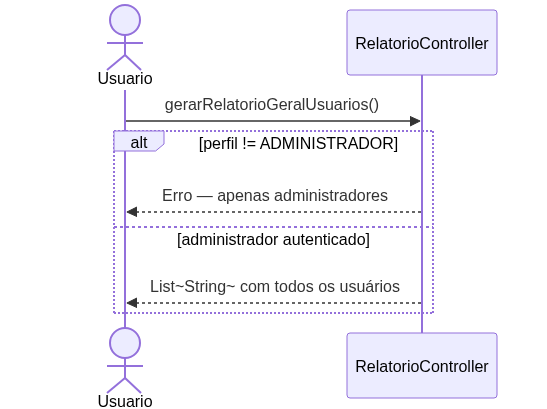 Usuario
RelatorioController
gerarRelatorioGeralUsuarios()
alt
[perfil != ADMINISTRADOR]
Erro — apenas administradores
[administrador autenticado]
List~String~ com todos os usuários
Usuario
RelatorioController